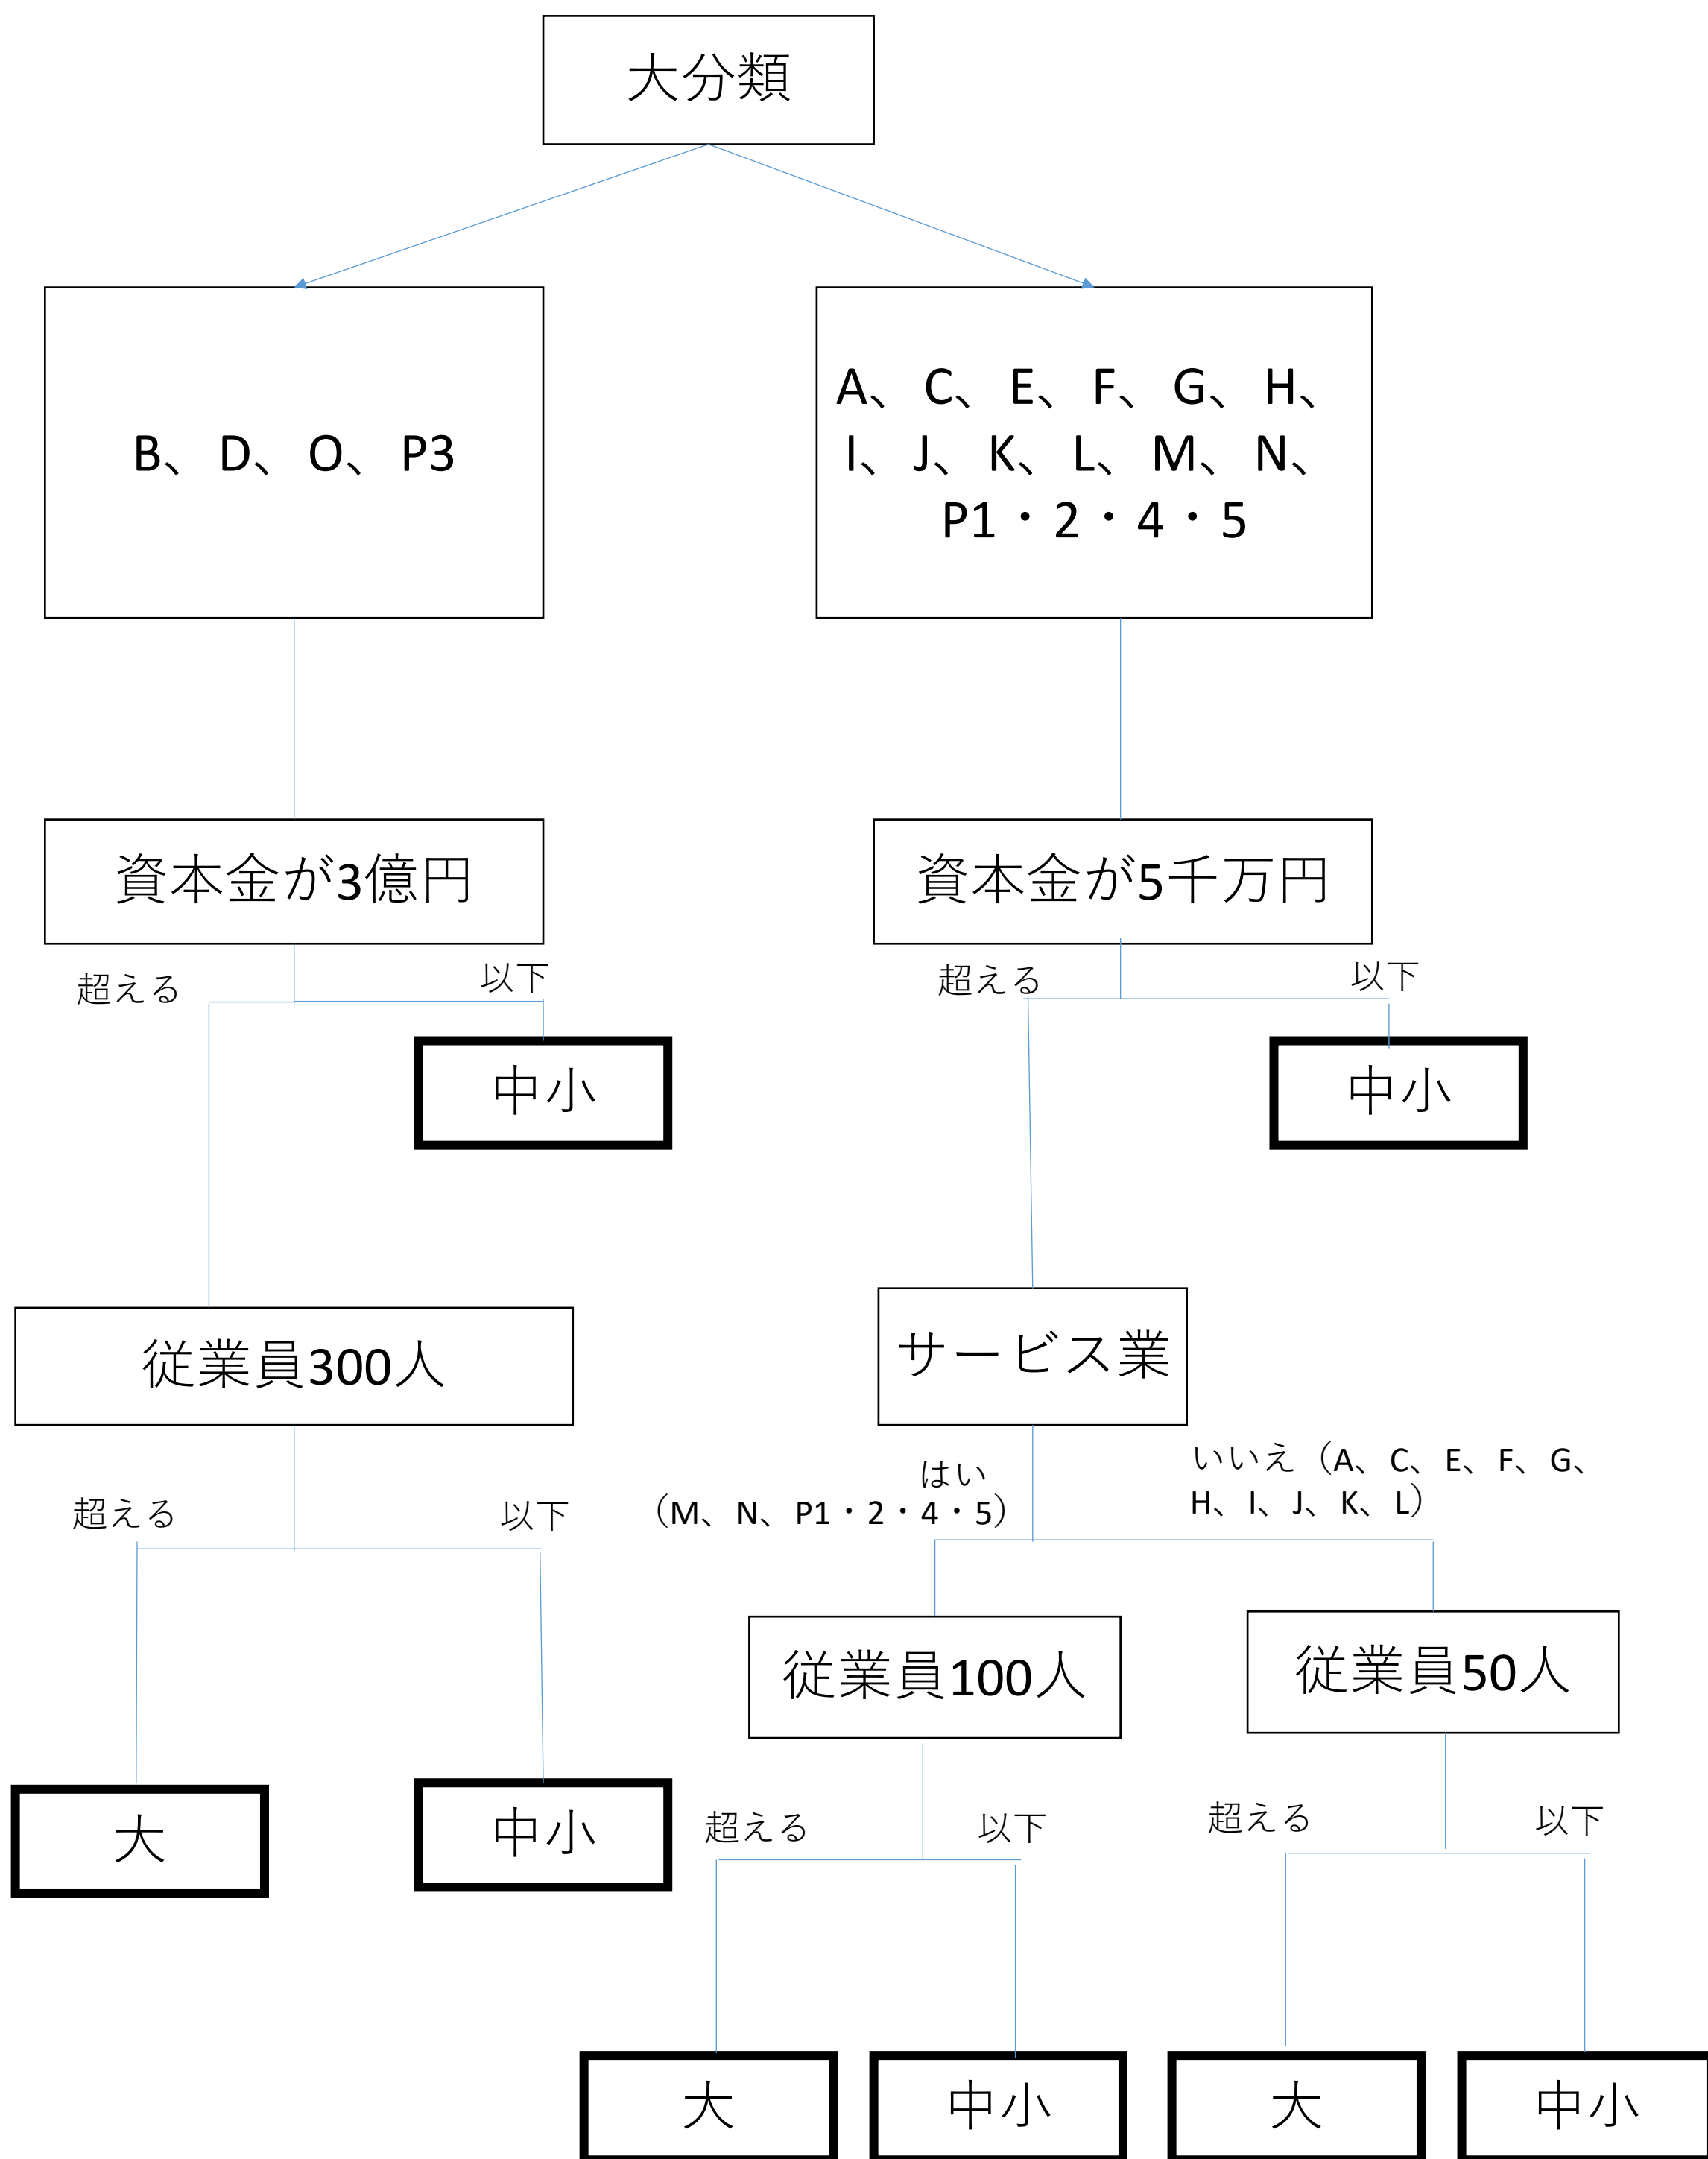 大分類
B、D、O、P3
A、C、E、F、G、H、
I、J、K、L、M、N、
P1・2・4・5
資本金が3億円
資本金が5千万円
超える
以下
超える
以下
中小
中小
従業員300人
サービス業
超える
以下
はい
（M、N、P1・2・4・5）
いいえ（A、C、E、F、G、
H、I、J、K、L）
従業員100人
従業員50人
大
中小
超える
以下
超える
以下
大
中小
大
中小